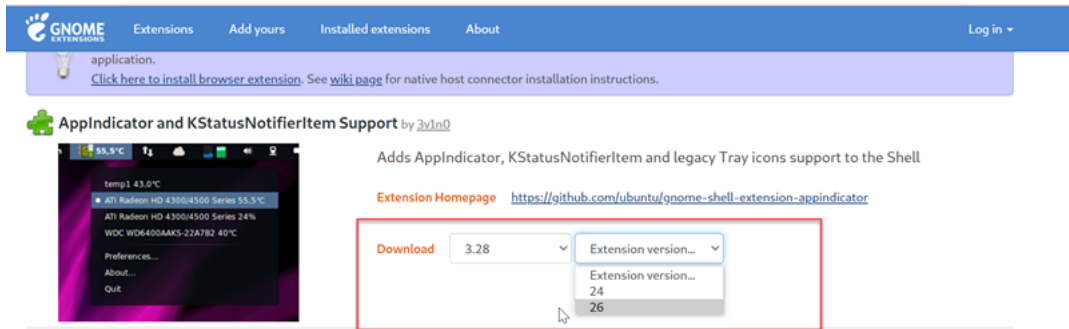 GNOME
EXTENSIONS
Extensions Add yours Installed extensions About Log in
application.
Click here to install browser extension. See wiki page for native host connector installation instructions.
AppIndicator and KStatusNotifierItem Support by 3v1n0
55,5°C
temp1 43.0°C
ATI Radeon HD 4300/4500 Series 55.5°C
ATI Radeon HD 4300/4500 Series 24%
WDC WD6400AAKS-22A7B2 40°C
Preferences...
About...
Quit
Adds AppIndicator, KStatusNotifierItem and legacy Tray icons support to the Shell
Extension Homepage https://github.com/ubuntu/gnome-shell-extension-appindicator
Download 3.28 Extension version...
Extension version...
24
26